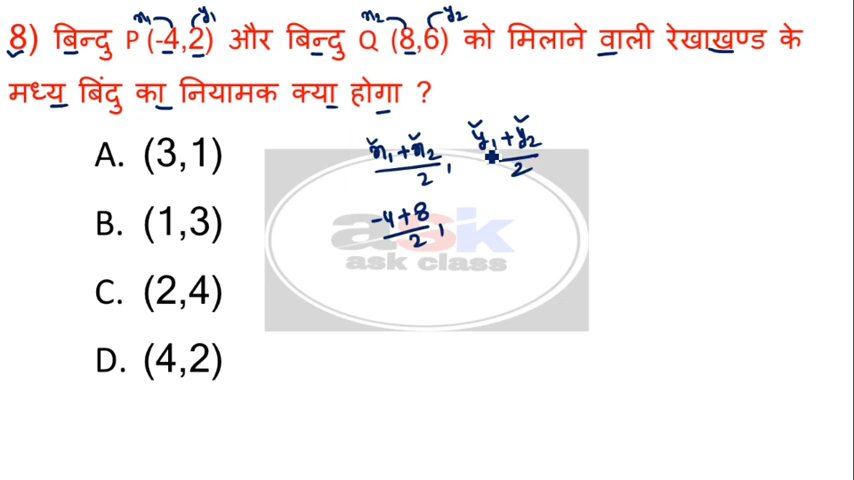 x₁ y₁ x₂ y₂
8) बिन्दु P (-4,2) और बिन्दु Q (8,6) को मिलाने वाली रेखाखण्ड के
मध्य बिंदु का नियामक क्या होगा ?
A. (3,1)
x₁+x₂/2, y₁+y₂/2
B. (1,3)
-4+8/2,
ask
ask class
C. (2,4)
D. (4,2)